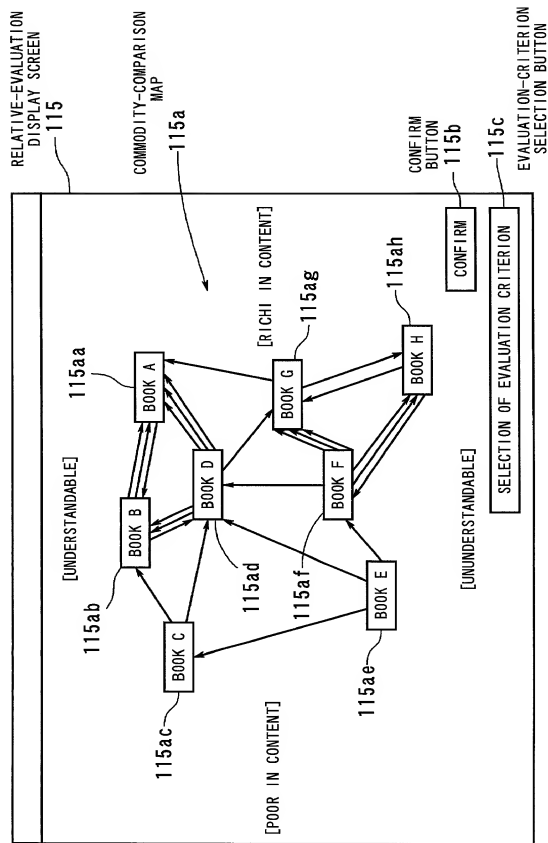 RELATIVE-EVALUATION
DISPLAY SCREEN
115
COMMODITY-COMPARISON
MAP
115a
[UNDERSTANDABLE]
115aa
BOOK A
115ab
BOOK B
[RICHI IN CONTENT]
115ac
BOOK C
BOOK D
115ad
BOOK G
115ag
[POOR IN CONTENT]
BOOK F
115af
BOOK E
115ae
BOOK H
115ah
[UNUNDERSTANDABLE]
CONFIRM
CONFIRM
BUTTON
115b
SELECTION OF EVALUATION CRITERION
115c
EVALUATION-CRITERION
SELECTION BUTTON